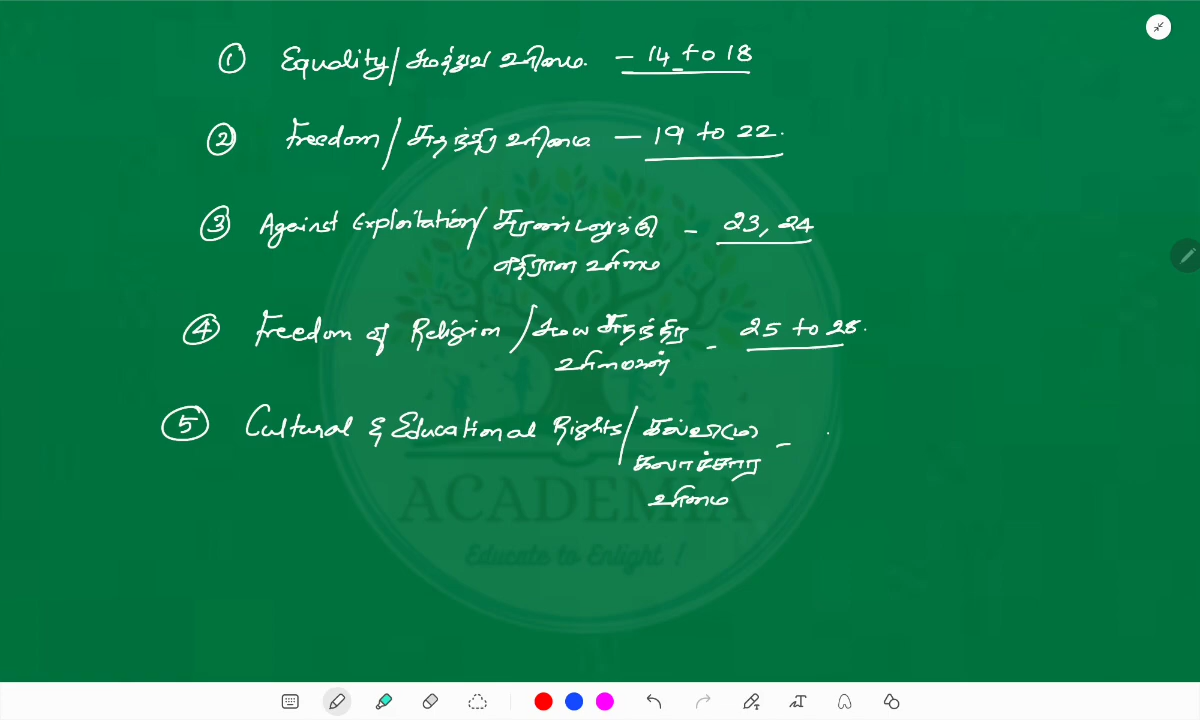 1 Equality/சமத்துவ உரிமை. - 14 to 18
2 Freedom/சுதந்திர உரிமை - 19 to 22.
3 Against Exploitation/சுரண்டலுக்கு - 23, 24
எதிரான உரிமை
4 Freedom of Religion/சமய சுதந்திர - 25 to 28.
உரிமைகள்
5 Cultural & Educational Rights/கல்வி(ம) -
கலாச்சார
உரிமை
ACADEMIA
Educate to Enlight !